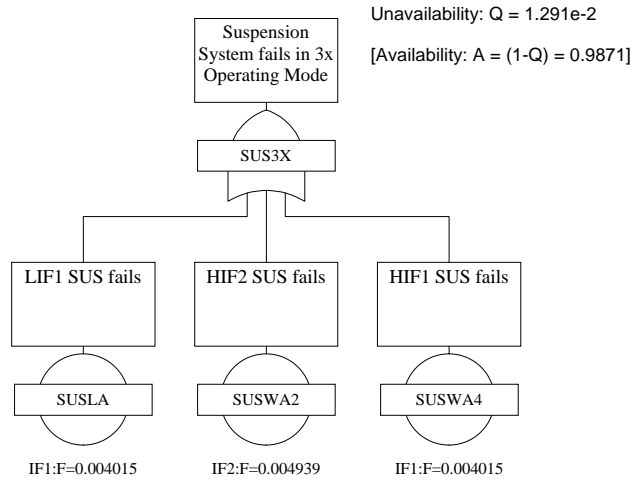 Unavailability: Q = 1.291e-2
[Availability: A = (1-Q) = 0.9871]
Suspension
System fails in 3x
Operating Mode
SUS3X
LIF1 SUS fails
HIF2 SUS fails
HIF1 SUS fails
SUSLA
SUSWA2
SUSWA4
IF1:F=0.004015
IF2:F=0.004939
IF1:F=0.004015